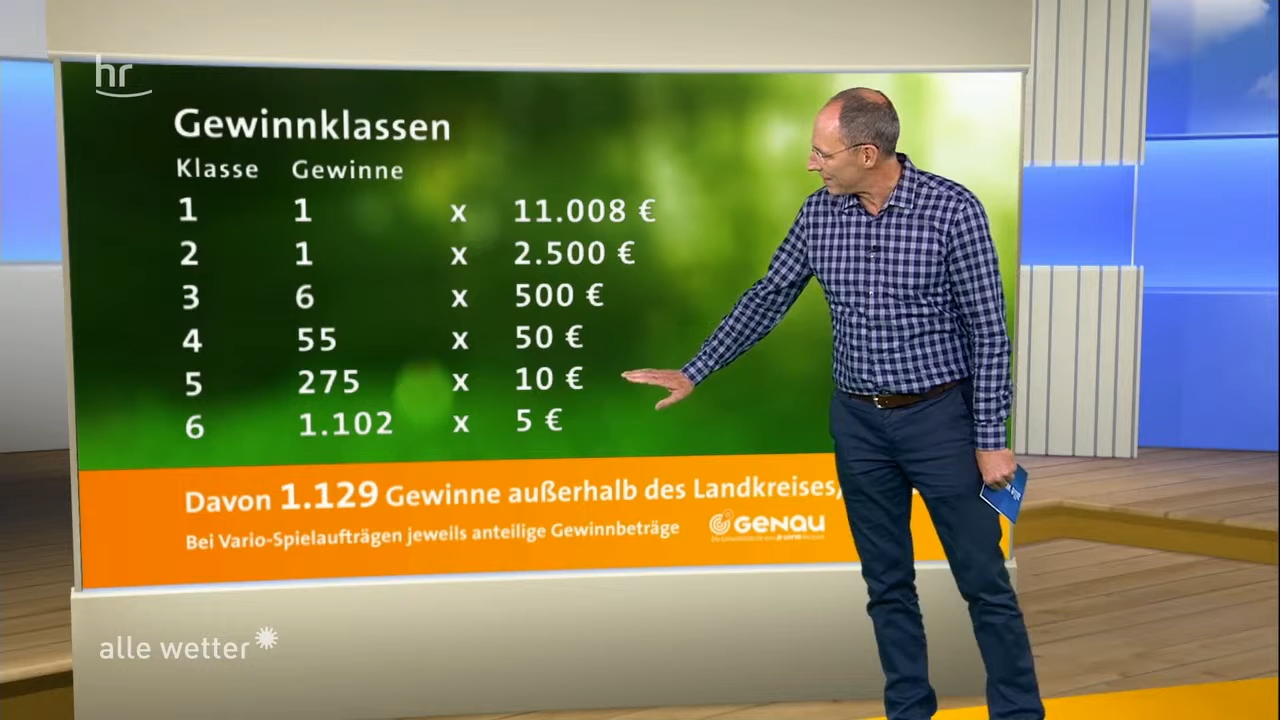 hr
Gewinnklassen
Klasse Gewinne
1 1 x 11.008 €
2 1 x 2.500 €
3 6 x 500 €
4 55 x 50 €
5 275 x 10 €
6 1.102 x 5 €
Davon 1.129 Gewinne außerhalb des Landkreises,
Bei Vario-Spielaufträgen jeweils anteilige Gewinnbeträge
GENAU
alle wetter